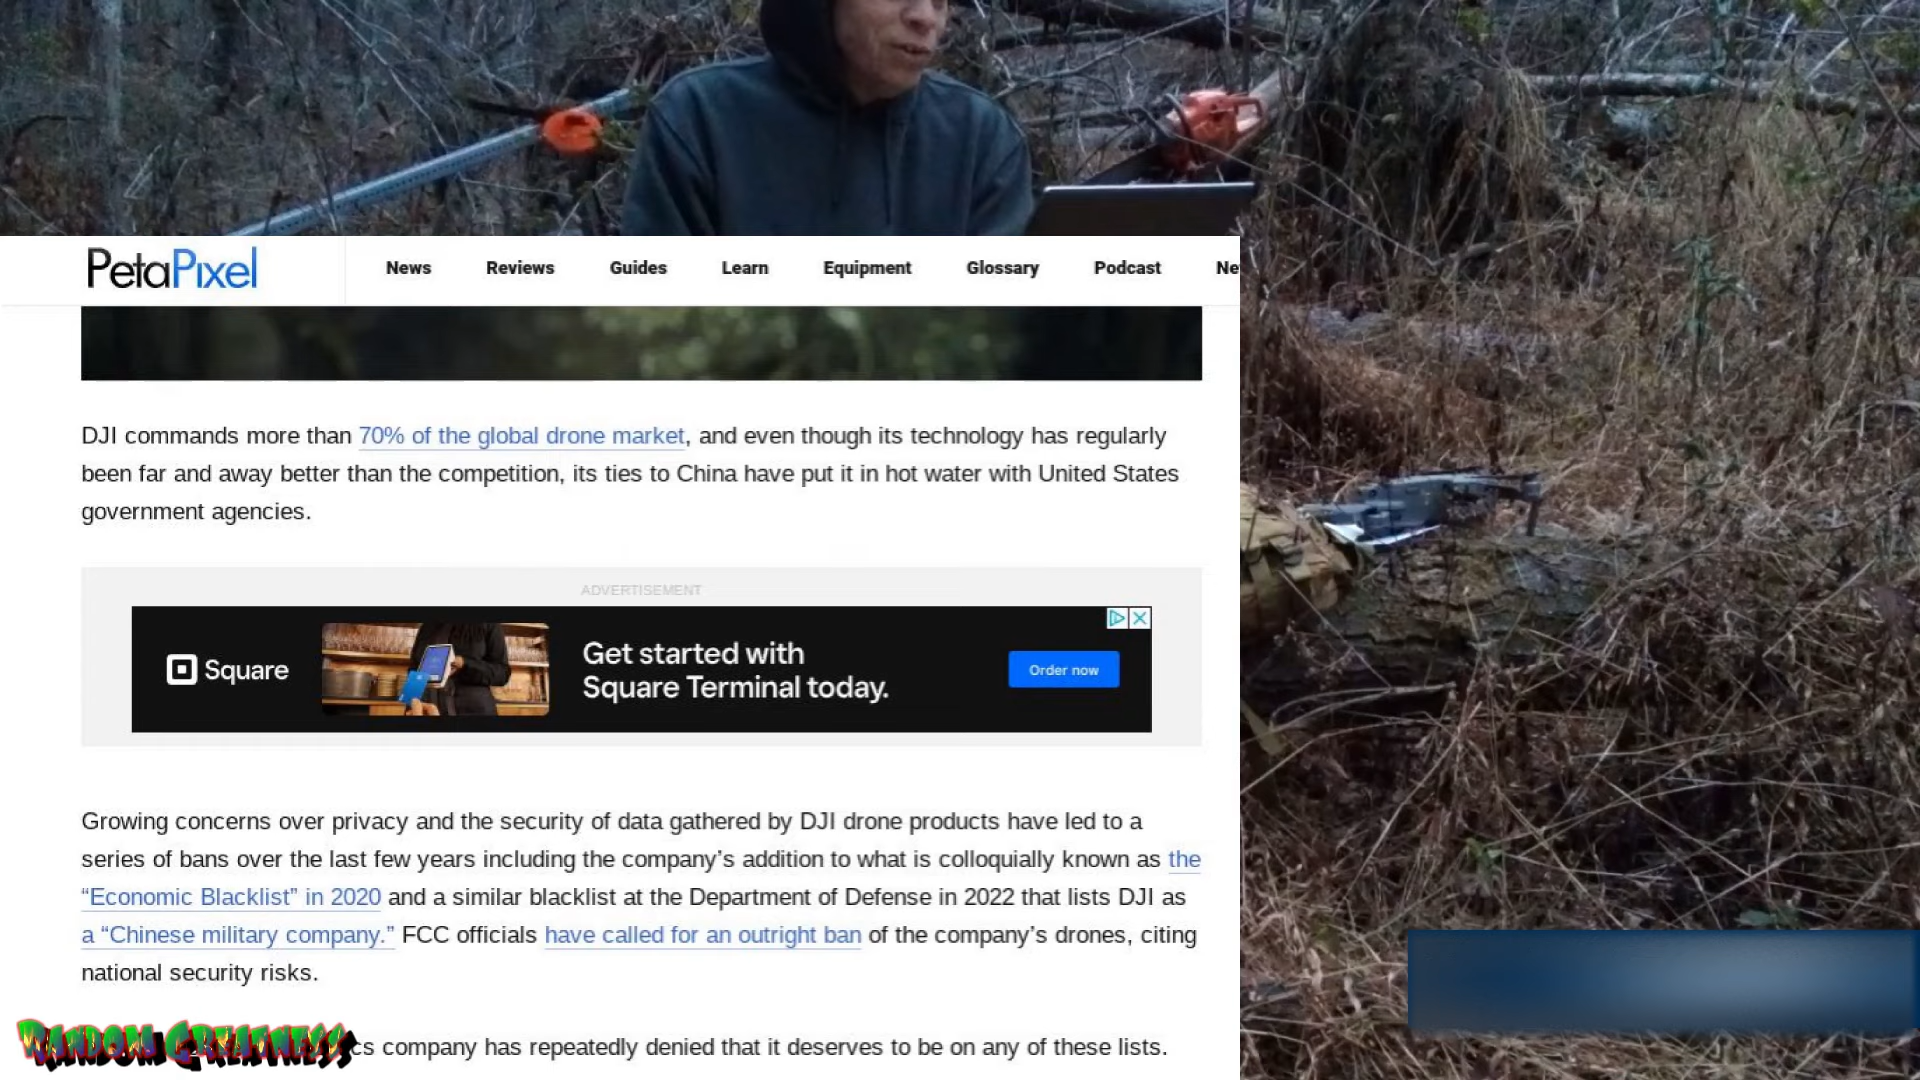 PetaPixel
News Reviews Guides Learn Equipment Glossary Podcast Ne
DJI commands more than 70% of the global drone market, and even though its technology has regularly
been far and away better than the competition, its ties to China have put it in hot water with United States
government agencies.
ADVERTISEMENT
Square
Get started with
Square Terminal today.
Order now
Growing concerns over privacy and the security of data gathered by DJI drone products have led to a
series of bans over the last few years including the company’s addition to what is colloquially known as the
“Economic Blacklist” in 2020 and a similar blacklist at the Department of Defense in 2022 that lists DJI as
a “Chinese military company.” FCC officials have called for an outright ban of the company’s drones, citing
national security risks.
Random Greatness
cs company has repeatedly denied that it deserves to be on any of these lists.